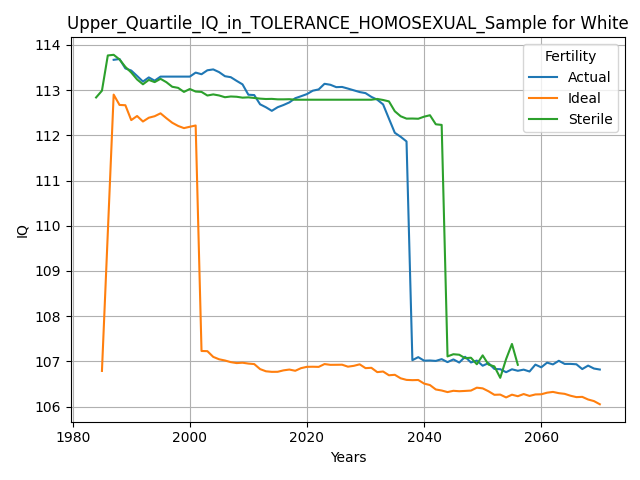 Upper_Quartile_IQ_in_TOLERANCE_HOMOSEXUAL_Sample for White
Fertility
Actual
Ideal
Sterile
114
113
112
111
110
109
108
107
106
IQ
1980
2000
2020
2040
2060
Years